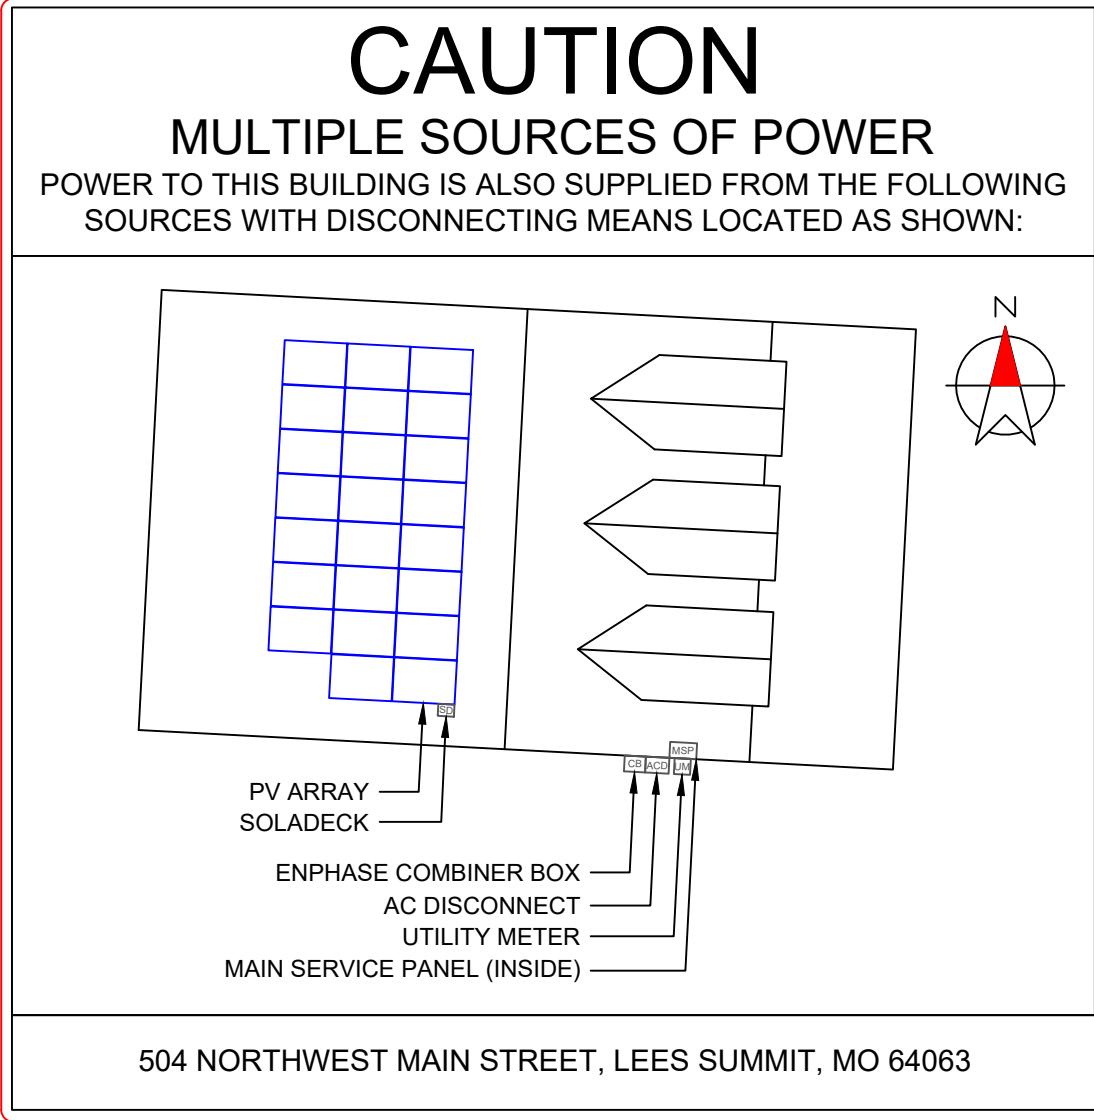 CAUTION
MULTIPLE SOURCES OF POWER
POWER TO THIS BUILDING IS ALSO SUPPLIED FROM THE FOLLOWING
SOURCES WITH DISCONNECTING MEANS LOCATED AS SHOWN:
N
SD
MSP
CB ACD UM
PV ARRAY
SOLADECK
ENPHASE COMBINER BOX
AC DISCONNECT
UTILITY METER
MAIN SERVICE PANEL (INSIDE)
504 NORTHWEST MAIN STREET, LEES SUMMIT, MO 64063